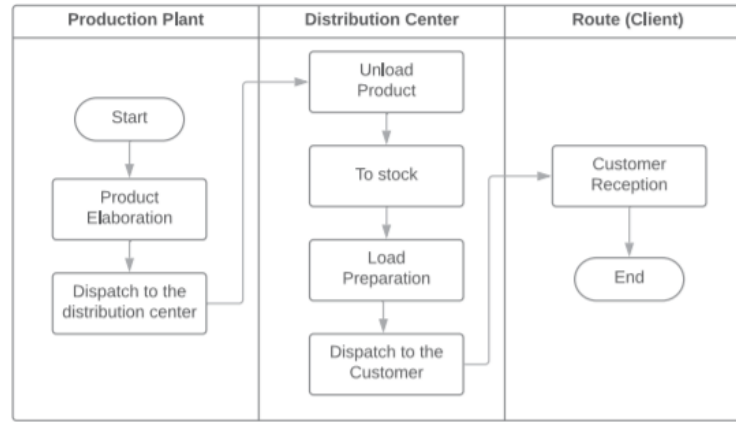 Production Plant
Distribution Center
Route (Client)
Start
Product
Elaboration
Dispatch to the
distribution center
Unload
Product
To stock
Load
Preparation
Dispatch to the
Customer
Customer
Reception
End